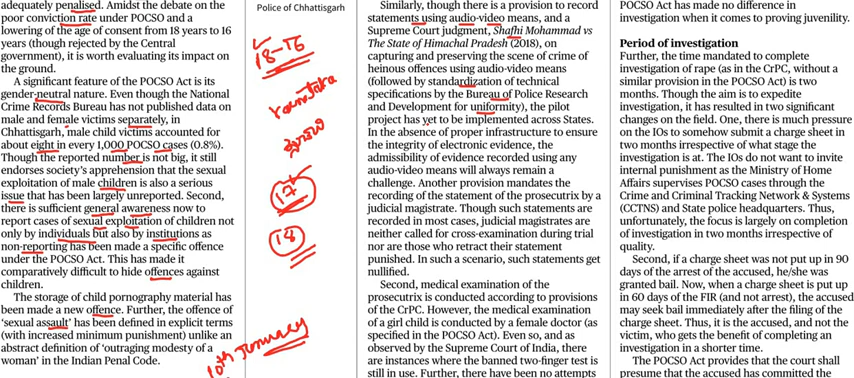 adequately penalised. Amidst the debate on
the poor conviction rate under POCSO and a
lowering of the age of consent from 18 years to 16
years (though rejected by the Central
government), it is worth evaluating its impact on
the ground.
A significant feature of the POCSO Act is its
gender-neutral nature. Even though the National
Crime Records Bureau has not published data on
male and female victims separately, in
Chhattisgarh, male child victims accounted for
about eight in every 1,000 POCSO cases (0.8%).
Though the reported number is not big, it still
endorses society's apprehension that the sexual
exploitation of male children is also a serious
issue that has been largely unreported. Second,
there is sufficient general awareness now to
report cases of sexual exploitation of children not
only by individuals but also by institutions as
non-reporting has been made a specific offence
under the POCSO Act. This has made it
comparatively difficult to hide offences against
children.
The storage of child pornography material has
been made a new offence. Further, the offence of
'sexual assault' has been defined in explicit terms
(with increased minimum punishment) unlike an
abstract definition of 'outraging modesty of a
woman' in the Indian Penal Code.
Police of Chhattisgarh
18-16
17
18
10th January
Similarly, though there is a provision to record
statements using audio-video means, and a
Supreme Court judgment, Shafhi Mohammad vs
The State of Himachal Pradesh (2018), on
capturing and preserving the scene of crime of
heinous offences using audio-video means
(followed by standardization of technical
specifications by the Bureau of Police Research
and Development for uniformity), the pilot
project has yet to be implemented across States.
In the absence of proper infrastructure to ensure
the integrity of electronic evidence, the
admissibility of evidence recorded using any
audio-video means will always remain a
challenge. Another provision mandates the
recording of the statement of the prosecutrix by a
judicial magistrate. Though such statements are
recorded in most cases, judicial magistrates are
neither called for cross-examination during trial
nor are those who retract their statement
punished. In such a scenario, such statements get
nullified.
Second, medical examination of the
prosecutrix is conducted according to provisions
of the CrPC. However, the medical examination
of a girl child is conducted by a female doctor (as
specified in the POCSO Act). Even so, and as
observed by the Supreme Court of India, there
are instances where the banned two-finger test is
still in use. Further, there have been no attempts
POCSO Act has made no difference in
investigation when it comes to proving juvenility.
Period of investigation
Further, the time mandated to complete
investigation of rape (as in the CrPC, without a
similar provision in the POCSO Act) is two
months. Though the aim is to expedite
investigation, it has resulted in two significant
changes on the field. One, there is much pressure
on the IOs to somehow submit a charge sheet in
two months irrespective of what stage the
investigation is at. The IOs do not want to invite
internal punishment as the Ministry of Home
Affairs supervises POCSO cases through the
Crime and Criminal Tracking Network & Systems
(CCTNS) and State police headquarters. Thus,
unfortunately, the focus is largely on completion
of investigation in two months irrespective of
quality.
Second, if a charge sheet was not put up in 90
days of the arrest of the accused, he/she was
granted bail. Now, when a charge sheet is put up
in 60 days of the FIR (and not arrest), the accused
may seek bail immediately after the filing of the
charge sheet. Thus, it is the accused, and not the
victim, who gets the benefit of completing an
investigation in a shorter time.
The POCSO Act provides that the court shall
presume that the accused has committed the